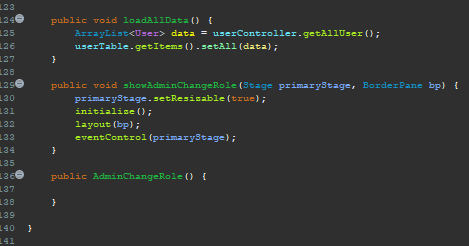 123
124 public void loadAllData() {
125 ArrayList<User> data = userController.getAllUser();
126 userTable.getItems().setAll(data);
127 }
128
129 public void showAdminChangeRole(Stage primaryStage, BorderPane bp) {
130 primaryStage.setResizable(true);
131 initialise();
132 layout(bp);
133 eventControl(primaryStage);
134 }
135
136 public AdminChangeRole() {
137
138 }
139
140 }
141